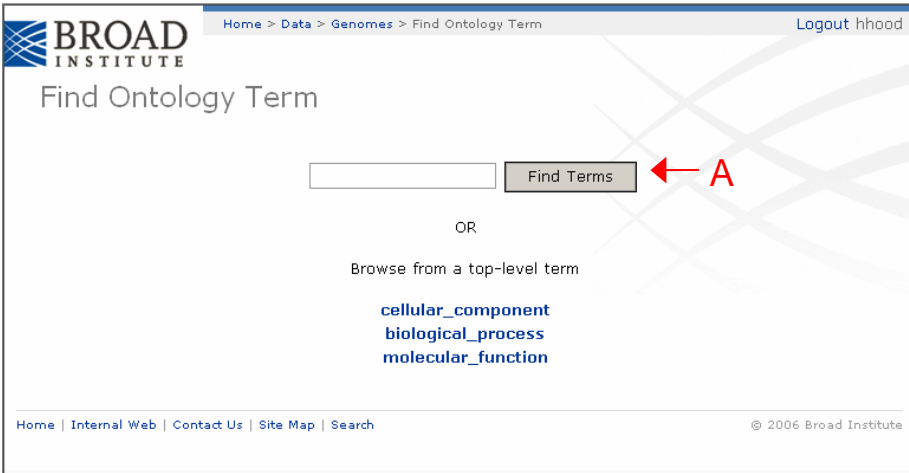 Home > Data > Genomes > Find Ontology Term
Logout hhood
BROAD
INSTITUTE
Find Ontology Term
Find Terms
A
OR
Browse from a top-level term
cellular_component
biological_process
molecular_function
Home | Internal Web | Contact Us | Site Map | Search
© 2006 Broad Institute